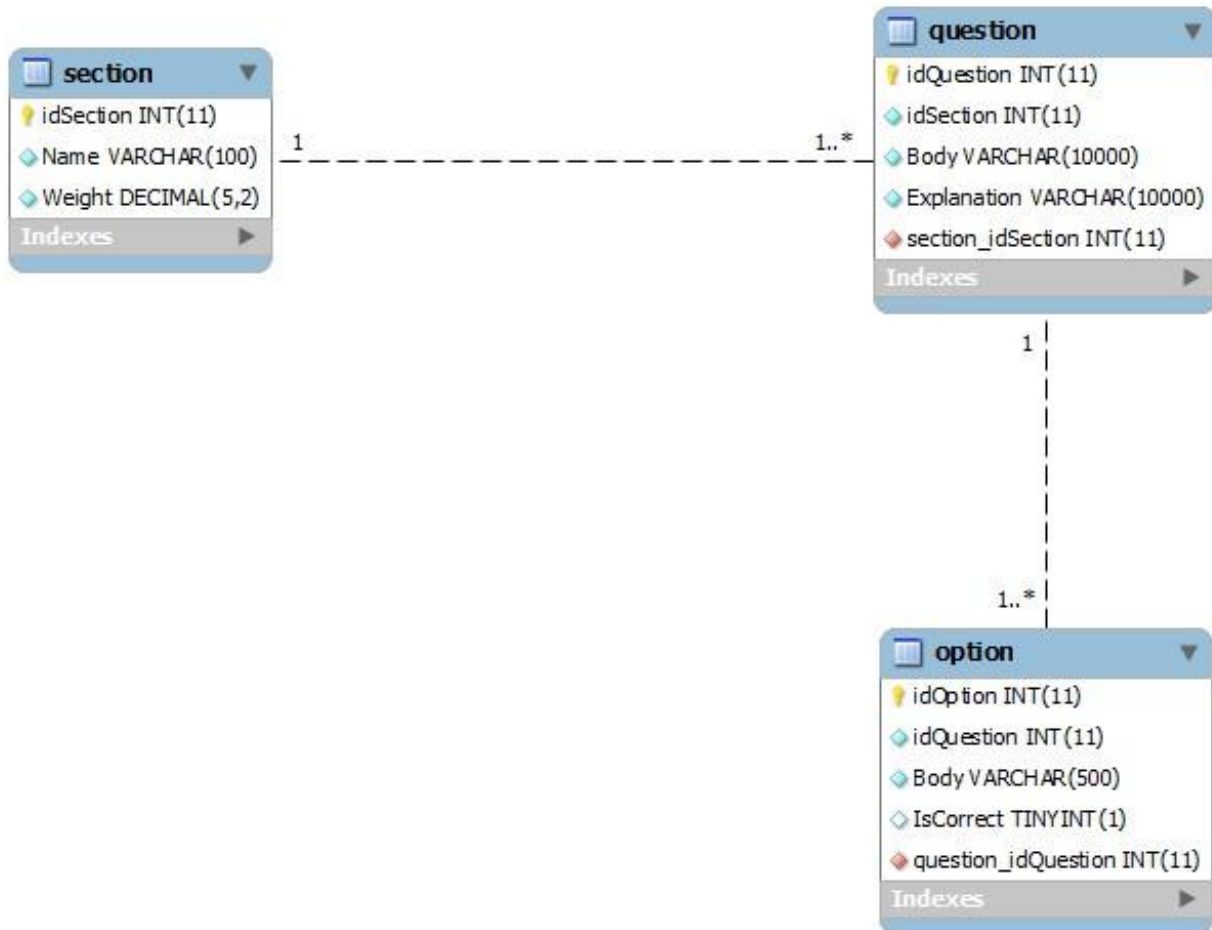 section
idSection INT(11)
Name VARCHAR(100)
Weight DECIMAL(5,2)
Indexes
1
1..*
question
idQuestion INT(11)
idSection INT(11)
Body VARCHAR(10000)
Explanation VARCHAR(10000)
section_idSection INT(11)
Indexes
1
1..*
option
idOption INT(11)
idQuestion INT(11)
Body VARCHAR(500)
IsCorrect TINYINT(1)
question_idQuestion INT(11)
Indexes